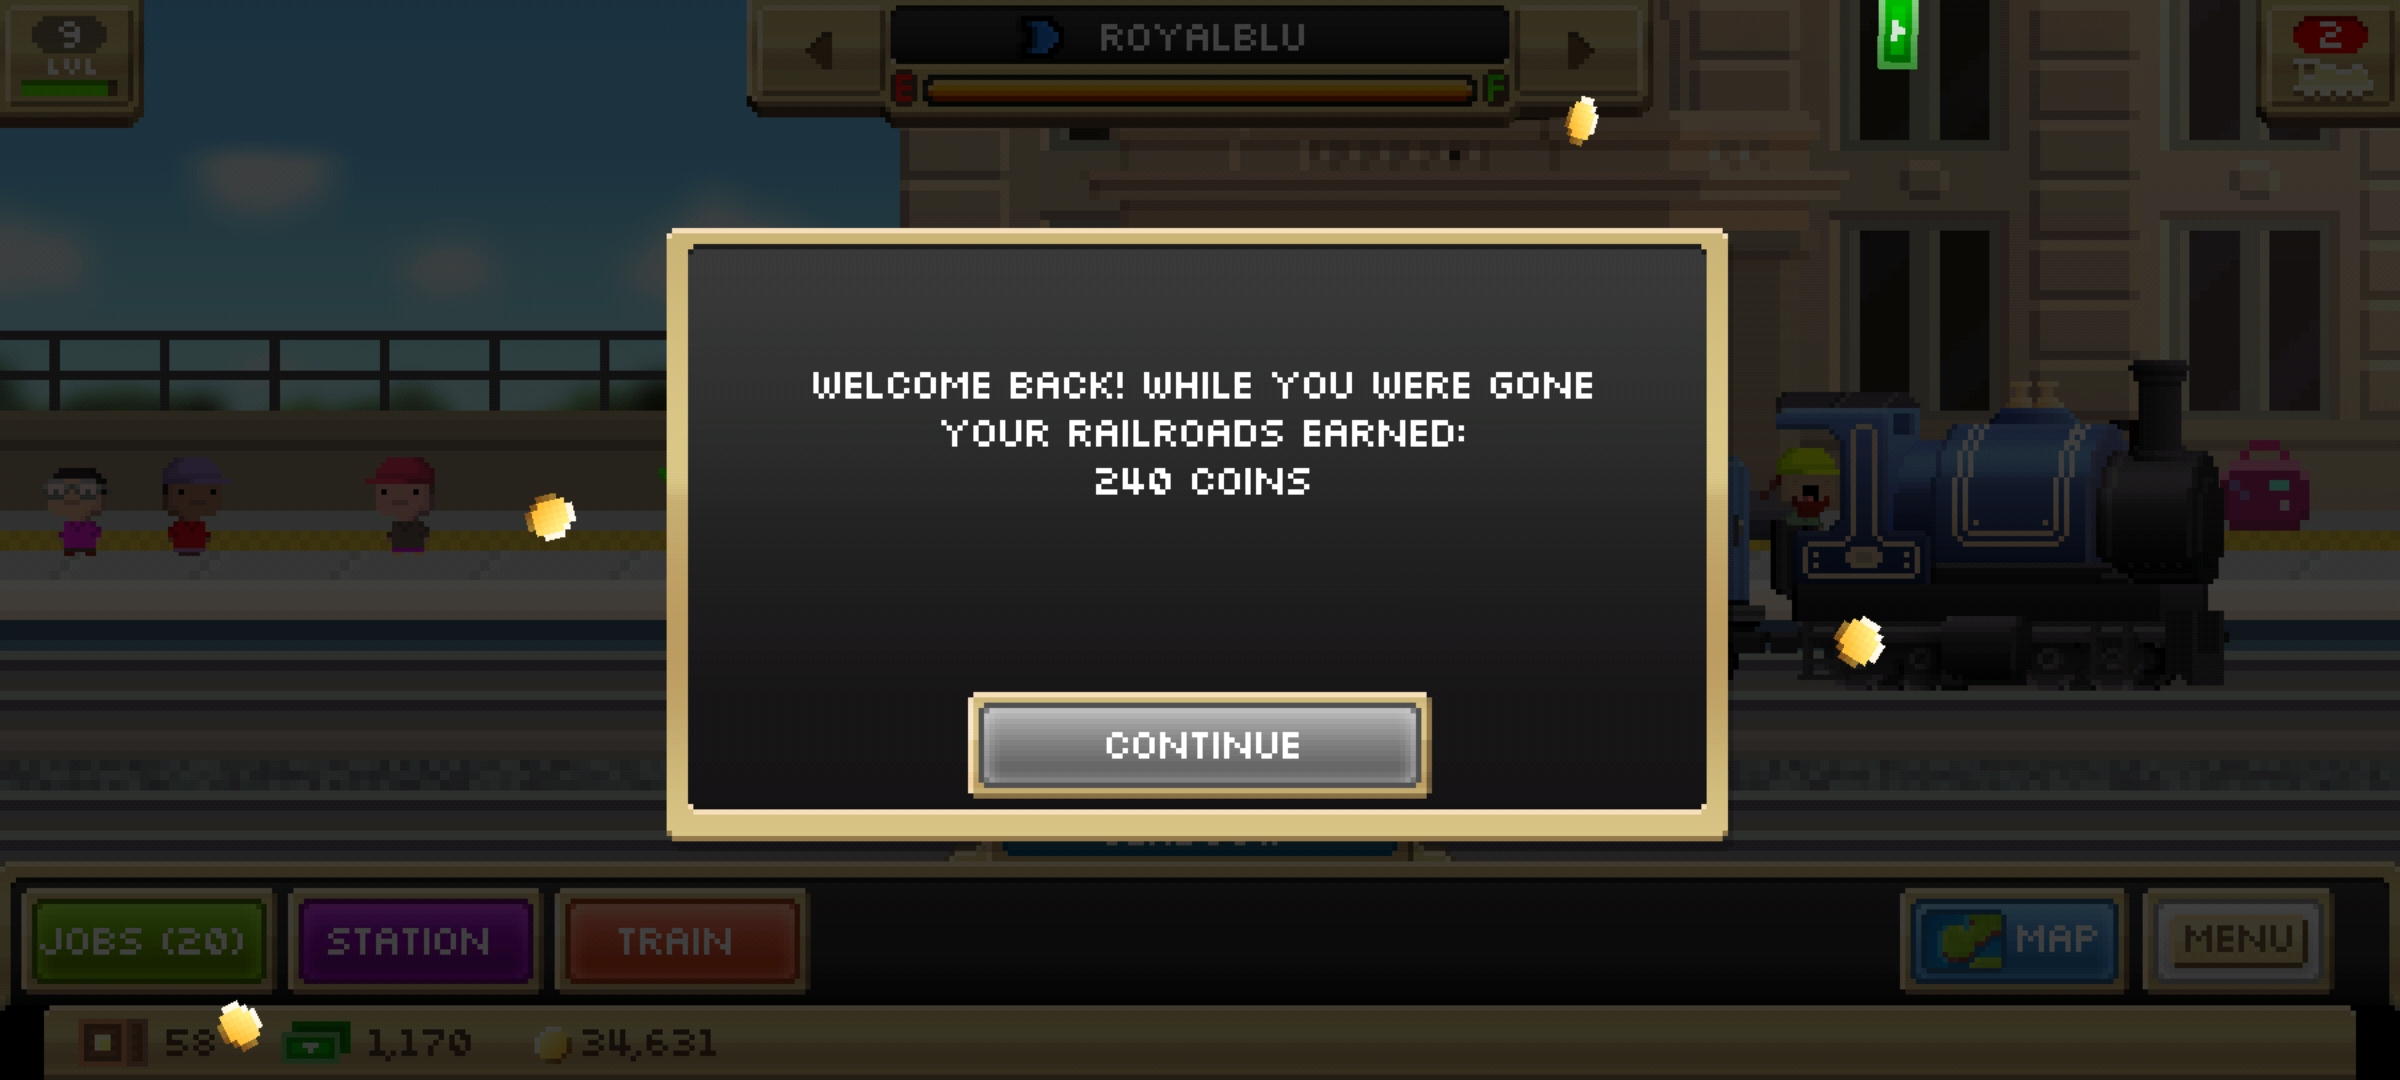 9
LVL
ROYALBLU
E
F
2
WELCOME BACK! WHILE YOU WERE GONE
YOUR RAILROADS EARNED:
240 COINS
CONTINUE
JOBS (20)
STATION
TRAIN
MAP
MENU
58
1,170
34,631